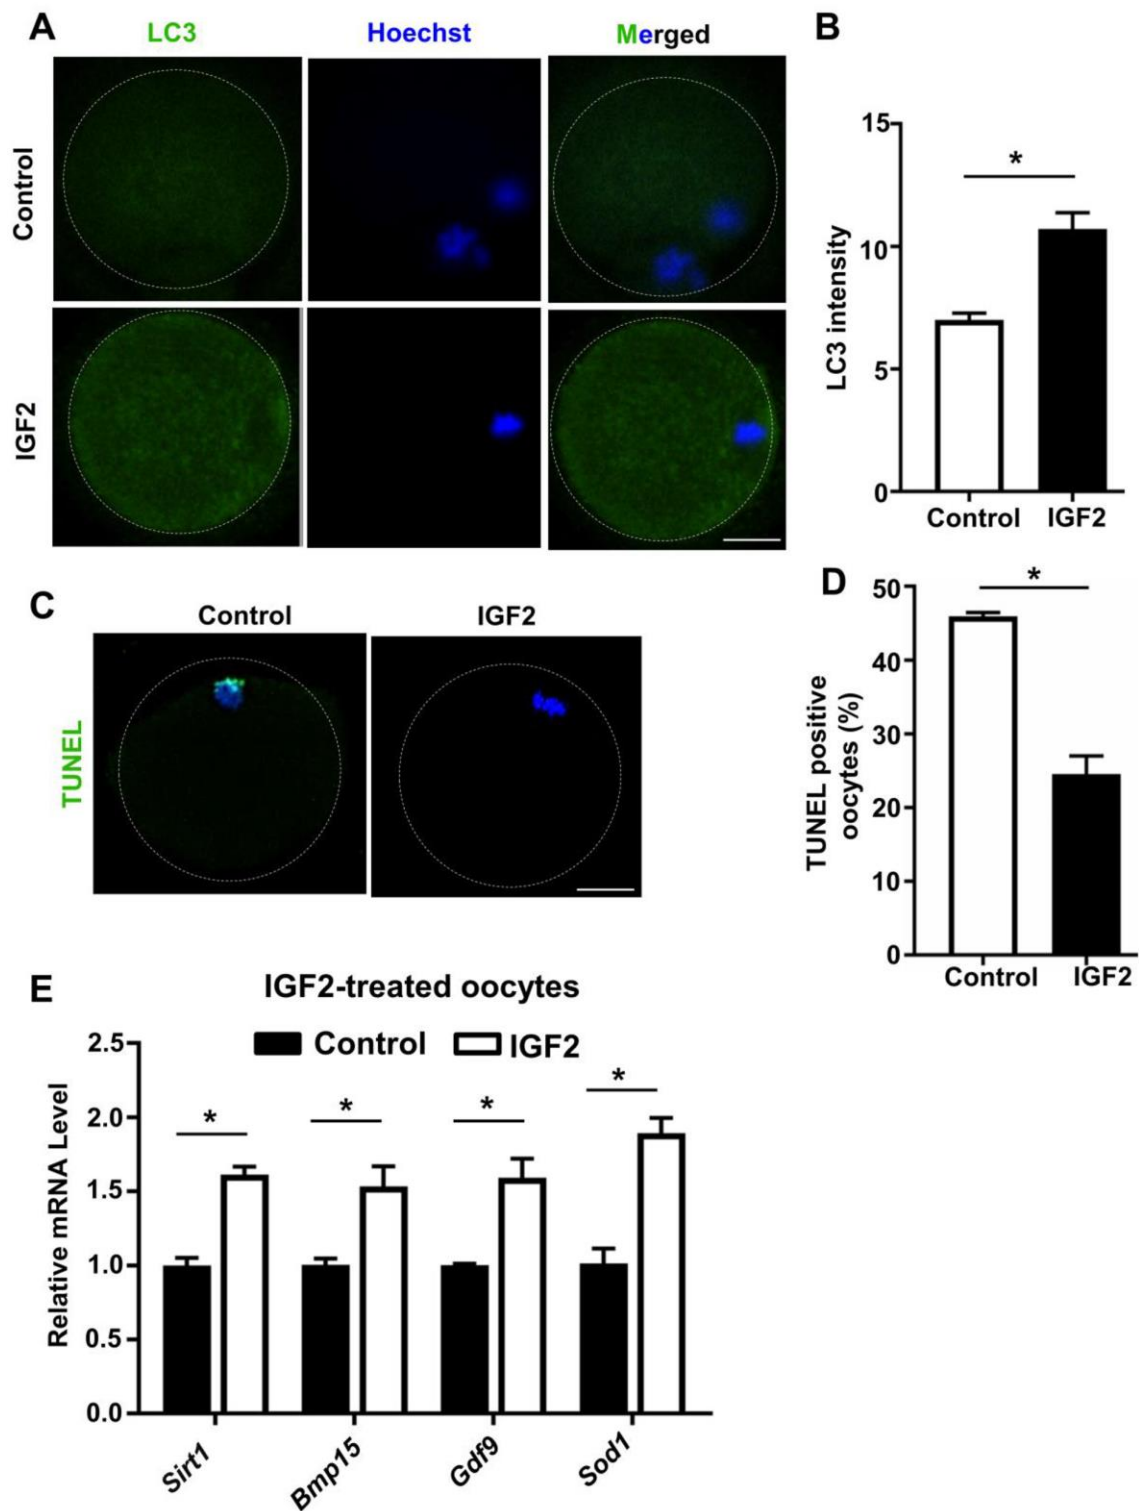 A
LC3
Hoechst
Merged
Control
IGF2
B
15
10
5
0
LC3 intensity
*
Control
IGF2
C
Control
IGF2
TUNEL
D
50
40
30
20
10
0
TUNEL positive
oocytes (%)
*
Control
IGF2
E
IGF2-treated oocytes
Control
IGF2
2.5
2.0
1.5
1.0
0.5
0.0
Relative mRNA Level
*
*
*
*
Sirt1
Bmp15
Gdf9
Sod1